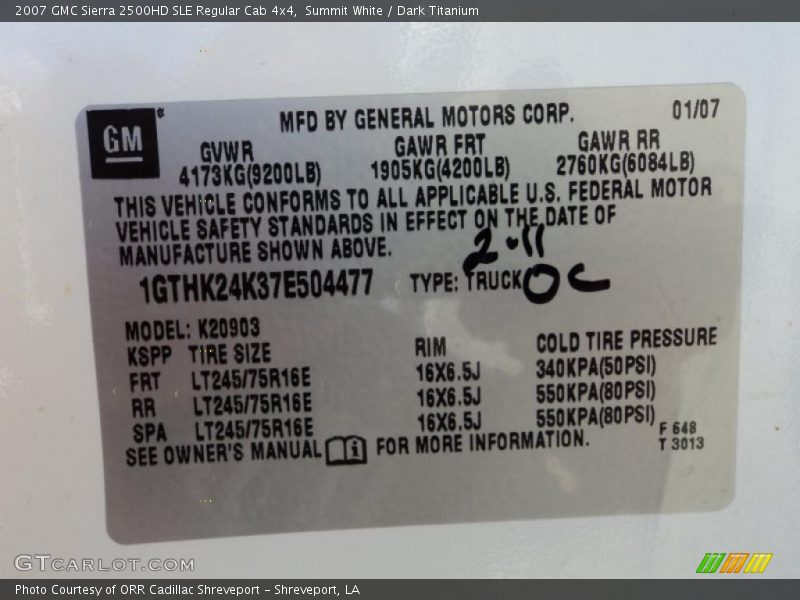 2007 GMC Sierra 2500HD SLE Regular Cab 4x4,  Summit White / Dark Titanium
GM ®
MFD BY GENERAL MOTORS CORP. 01/07
GVWR GAWR FRT GAWR RR
4173KG(9200LB) 1905KG(4200LB) 2760KG(6084LB)
THIS VEHICLE CONFORMS TO ALL APPLICABLE U.S. FEDERAL MOTOR
VEHICLE SAFETY STANDARDS IN EFFECT ON THE DATE OF
MANUFACTURE SHOWN ABOVE.
2-11
1GTHK24K37E504477 TYPE: TRUCK OC
MODEL: K20903
KSPP TIRE SIZE RIM COLD TIRE PRESSURE
FRT LT245/75R16E 16X6.5J 340KPA(50PSI)
RR LT245/75R16E 16X6.5J 550KPA(80PSI)
SPA LT245/75R16E 16X6.5J 550KPA(80PSI)
SEE OWNER'S MANUAL i FOR MORE INFORMATION.
F 648
T 3013
GTCARLOT.COM
Photo Courtesy of ORR Cadillac Shreveport – Shreveport, LA